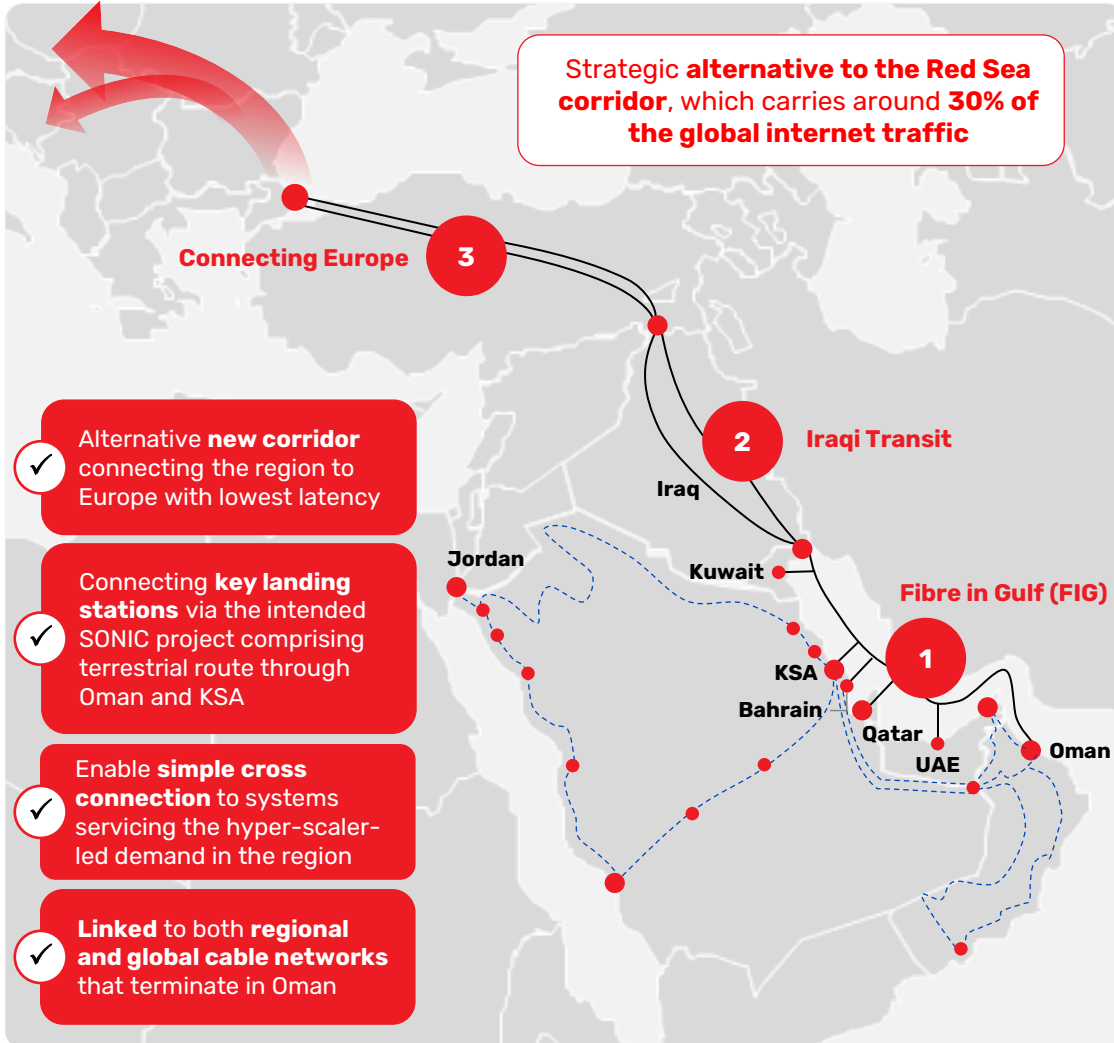 Strategic alternative to the Red Sea
corridor, which carries around 30% of
the global internet traffic
Connecting Europe
3
2
Iraqi Transit
Iraq
Alternative new corridor
connecting the region to
Europe with lowest latency
Jordan
Kuwait
Fibre in Gulf (FIG)
1
Connecting key landing
stations via the intended
SONIC project comprising
terrestrial route through
Oman and KSA
KSA
Bahrain
Qatar
UAE
Oman
Enable simple cross
connection to systems
servicing the hyper-scaler-
led demand in the region
Linked to both regional
and global cable networks
that terminate in Oman